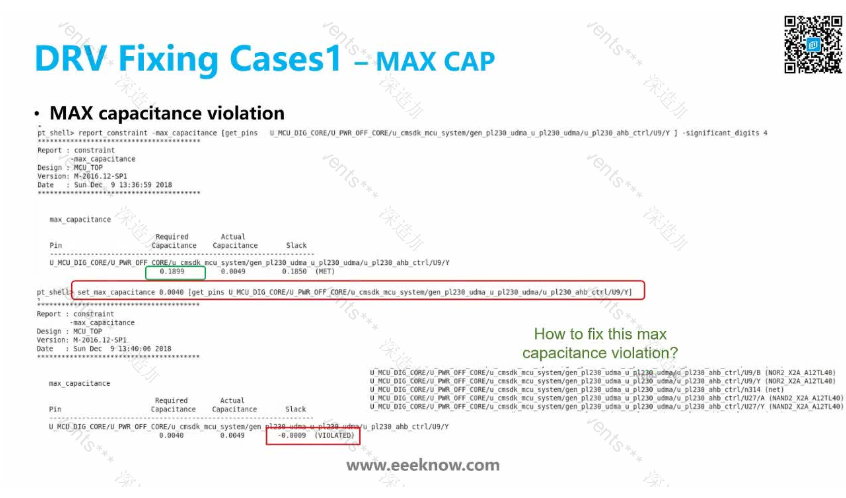 DRV Fixing Cases1 – MAX CAP
• MAX capacitance violation
pt_shell> report_constraint -max_capacitance [get_pins U_MCU_DIG_CORE/U_PWR_OFF_CORE/u_cmsdk_mcu_system/gen_pl230_udma_u_pl230_udma/u_pl230_ahb_ctrl/U9/Y ] -significant_digits 4
****************************************
Report : constraint
-max_capacitance
Design : MCU_TOP
Version: M-2016.12-SP1
Date : Sun Dec 9 13:36:59 2018
****************************************
max_capacitance
Required Actual
Pin Capacitance Capacitance Slack
--------------------------------------------------------------
U_MCU_DIG_CORE/U_PWR_OFF_CORE/u_cmsdk_mcu_system/gen_pl230_udma_u_pl230_udma/u_pl230_ahb_ctrl/U9/Y
0.1899 0.0049 0.1850 (MET)
pt_shell> set_max_capacitance 0.0040 [get_pins U_MCU_DIG_CORE/U_PWR_OFF_CORE/u_cmsdk_mcu_system/gen_pl230_udma_u_pl230_udma/u_pl230_ahb_ctrl/U9/Y]
****************************************
Report : constraint
-max_capacitance
Design : MCU_TOP
Version: M-2016.12-SP1
Date : Sun Dec 9 13:40:06 2018
****************************************
max_capacitance
Required Actual
Pin Capacitance Capacitance Slack
--------------------------------------------------------------
U_MCU_DIG_CORE/U_PWR_OFF_CORE/u_cmsdk_mcu_system/gen_pl230_udma_u_pl230_udma/u_pl230_ahb_ctrl/U9/Y
0.0040 0.0049 -0.0009 (VIOLATED)
How to fix this max
capacitance violation?
U_MCU_DIG_CORE/U_PWR_OFF_CORE/u_cmsdk_mcu_system/gen_pl230_udma_u_pl230_udma/u_pl230_ahb_ctrl/U9/B (NOR2_X2A_A12TL40)
U_MCU_DIG_CORE/U_PWR_OFF_CORE/u_cmsdk_mcu_system/gen_pl230_udma_u_pl230_udma/u_pl230_ahb_ctrl/U9/Y (NOR2_X2A_A12TL40)
U_MCU_DIG_CORE/U_PWR_OFF_CORE/u_cmsdk_mcu_system/gen_pl230_udma_u_pl230_udma/u_pl230_ahb_ctrl/n314 (net)
U_MCU_DIG_CORE/U_PWR_OFF_CORE/u_cmsdk_mcu_system/gen_pl230_udma_u_pl230_udma/u_pl230_ahb_ctrl/U27/A (NAND2_X2A_A12TL40)
U_MCU_DIG_CORE/U_PWR_OFF_CORE/u_cmsdk_mcu_system/gen_pl230_udma_u_pl230_udma/u_pl230_ahb_ctrl/U27/Y (NAND2_X2A_A12TL40)
www.eeeknow.com